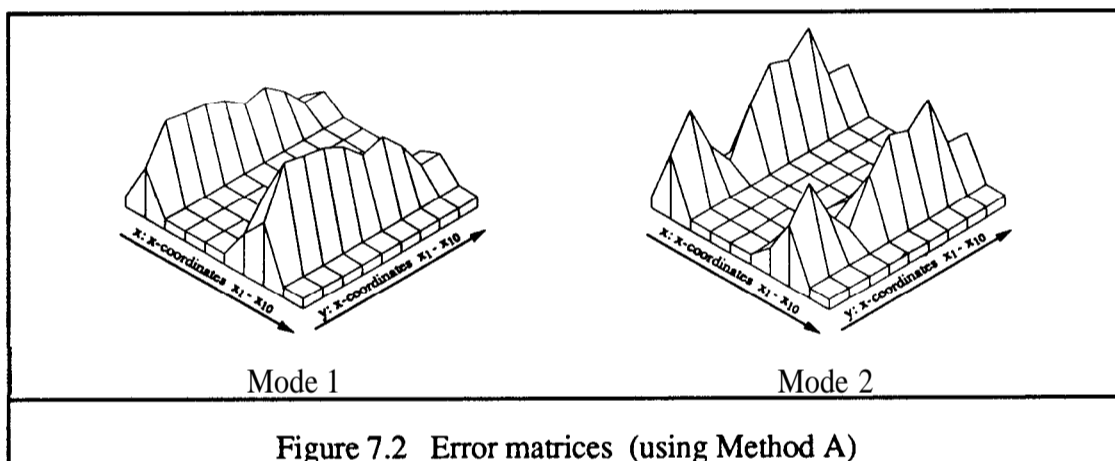 x: x-coordinates x1 - x10
y: x-coordinates x1 - x10
x: x-coordinates x1 - x10
y: x-coordinates x1 - x10
Mode 1
Mode 2
Figure 7.2 Error matrices (using Method A)